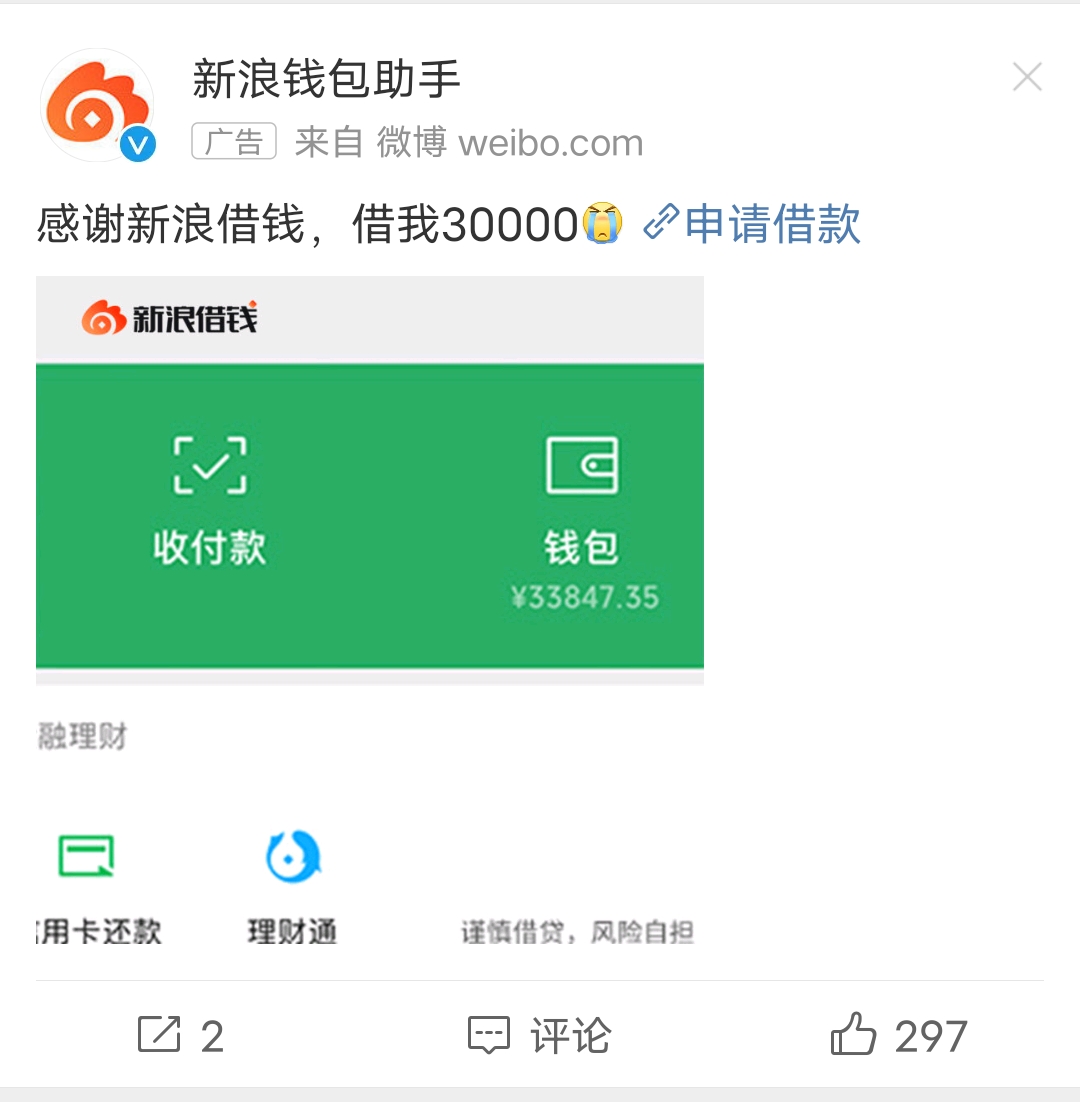 新浪钱包助手
广告 来自 微博 weibo.com
感谢新浪借钱，借我30000😭 申请借款
新浪借钱
收付款 钱包
¥33847.35
融理财
用卡还款 理财通 谨慎借贷，风险自担
2 评论 297